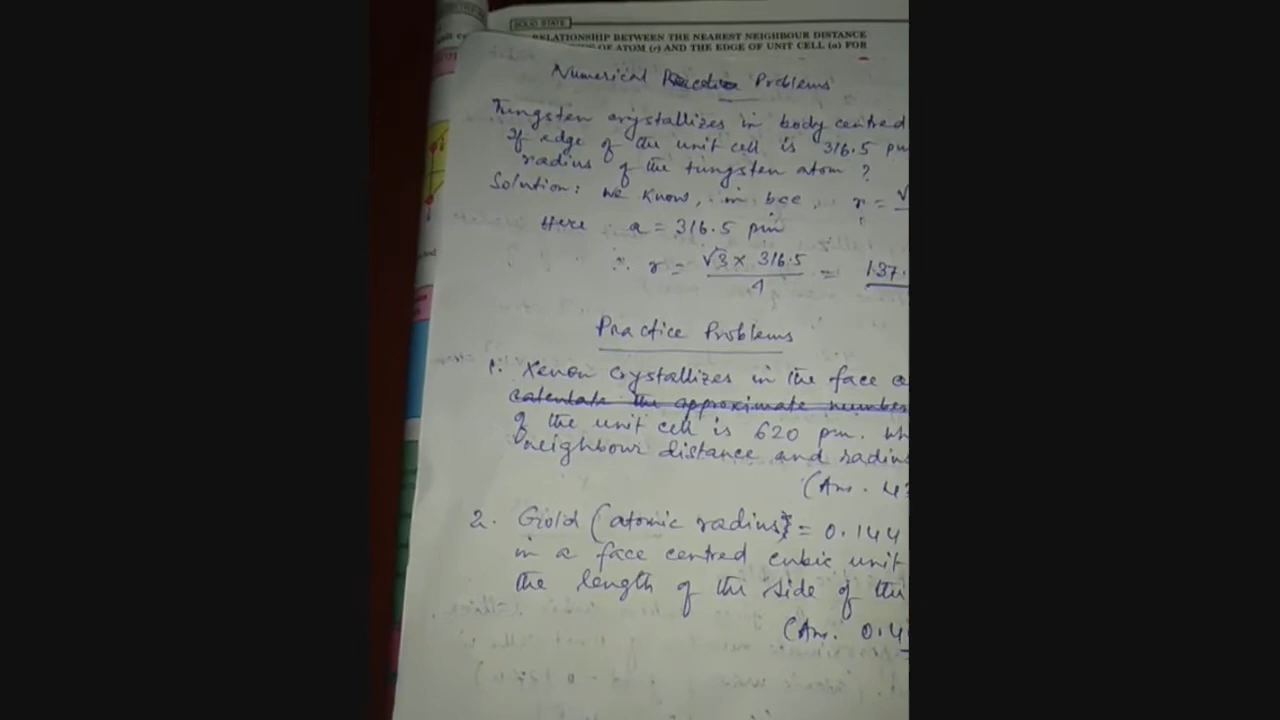 SOLID STATE
RELATIONSHIP BETWEEN THE NEAREST NEIGHBOUR DISTANCE
OF ATOM (r) AND THE EDGE OF UNIT CELL (a) FOR
Numerical Practice Problems
Tungsten crystallizes in body centred
If edge of the unit cell is 316.5 pm
radius of the tungsten atom ?
Solution: We know, in bcc, r = √
Here a = 316.5 pm
∴ r = √3 × 316.5 / 4 = 137.
Practice Problems
1. Xenon crystallizes in the face ce
calculate the approximate number
of the unit cell is 620 pm. Wh
neighbour distance and radius
(Ans. 43
2. Gold (atomic radius) = 0.144
in a face centred cubic unit
the length of the side of the
(Ans. 0.4